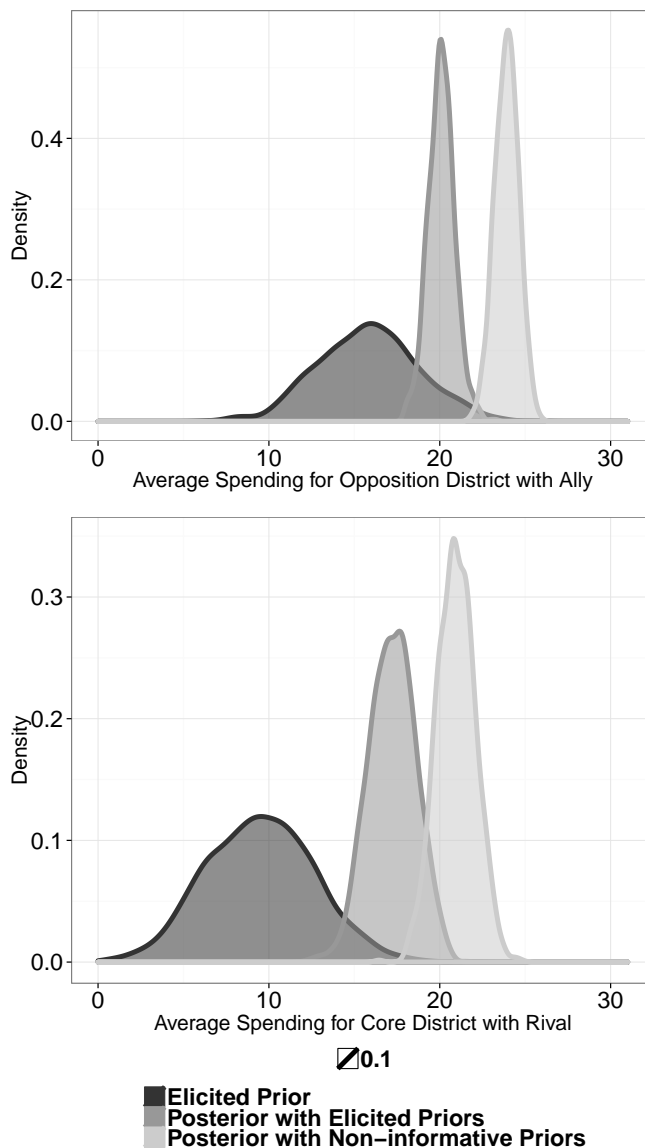 0.4
0.2
0.0
Density
0 10 20 30
Average Spending for Opposition District with Ally
0.3
0.2
0.1
0.0
Density
0 10 20 30
Average Spending for Core District with Rival
0.1
Elicited Prior
Posterior with Elicited Priors
Posterior with Non−informative Priors